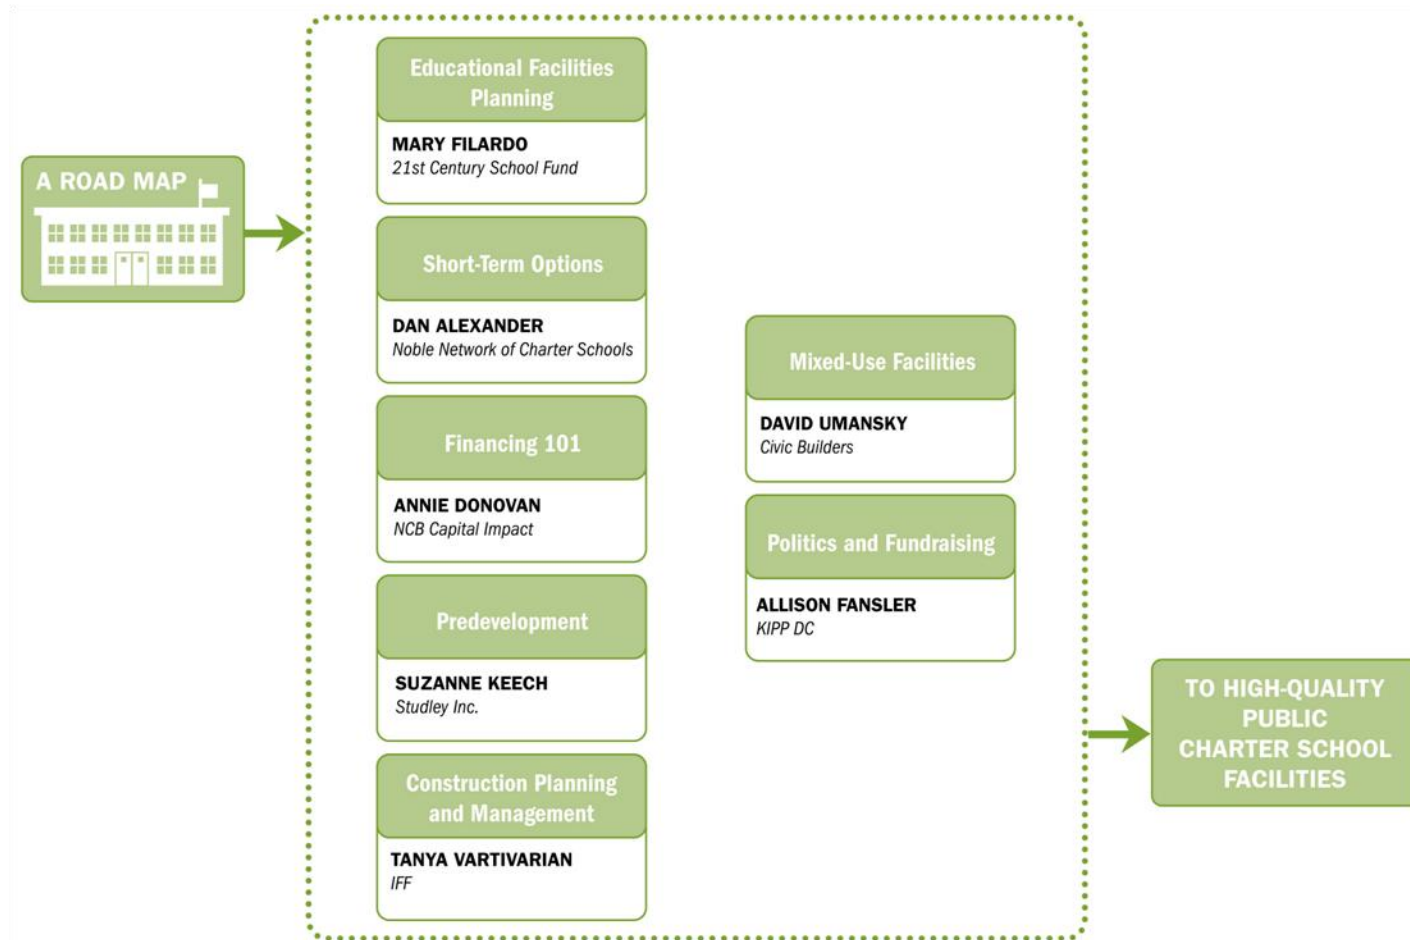 A ROAD MAP
Educational Facilities
Planning
MARY FILARDO
21st Century School Fund
Short-Term Options
DAN ALEXANDER
Noble Network of Charter Schools
Financing 101
ANNIE DONOVAN
NCB Capital Impact
Predevelopment
SUZANNE KEECH
Studley Inc.
Construction Planning
and Management
TANYA VARTIVARIAN
IFF
Mixed-Use Facilities
DAVID UMANSKY
Civic Builders
Politics and Fundraising
ALLISON FANSLER
KIPP DC
TO HIGH-QUALITY
PUBLIC
CHARTER SCHOOL
FACILITIES